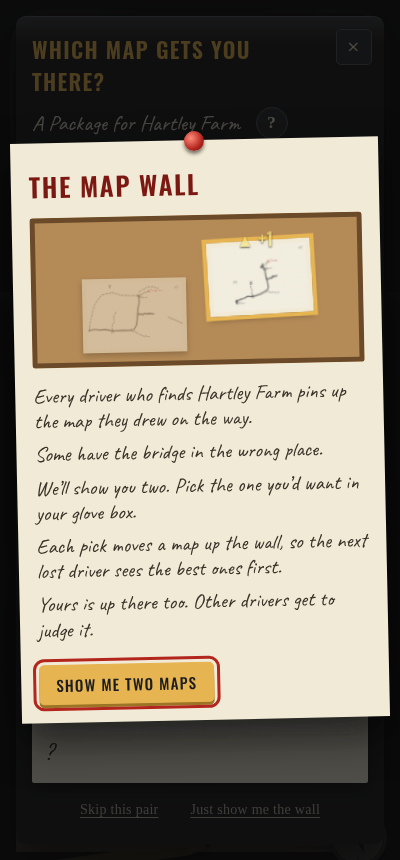 WHICH MAP GETS YOU
THERE?
×
A Package for Hartley Farm
?
THE MAP WALL
▲ +1
Every driver who finds Hartley Farm pins up
the map they drew on the way.
Some have the bridge in the wrong place.
We'll show you two. Pick the one you'd want in
your glove box.
Each pick moves a map up the wall, so the next
lost driver sees the best ones first.
Yours is up there too. Other drivers get to
judge it.
SHOW ME TWO MAPS
?
Skip this pair
Just show me the wall